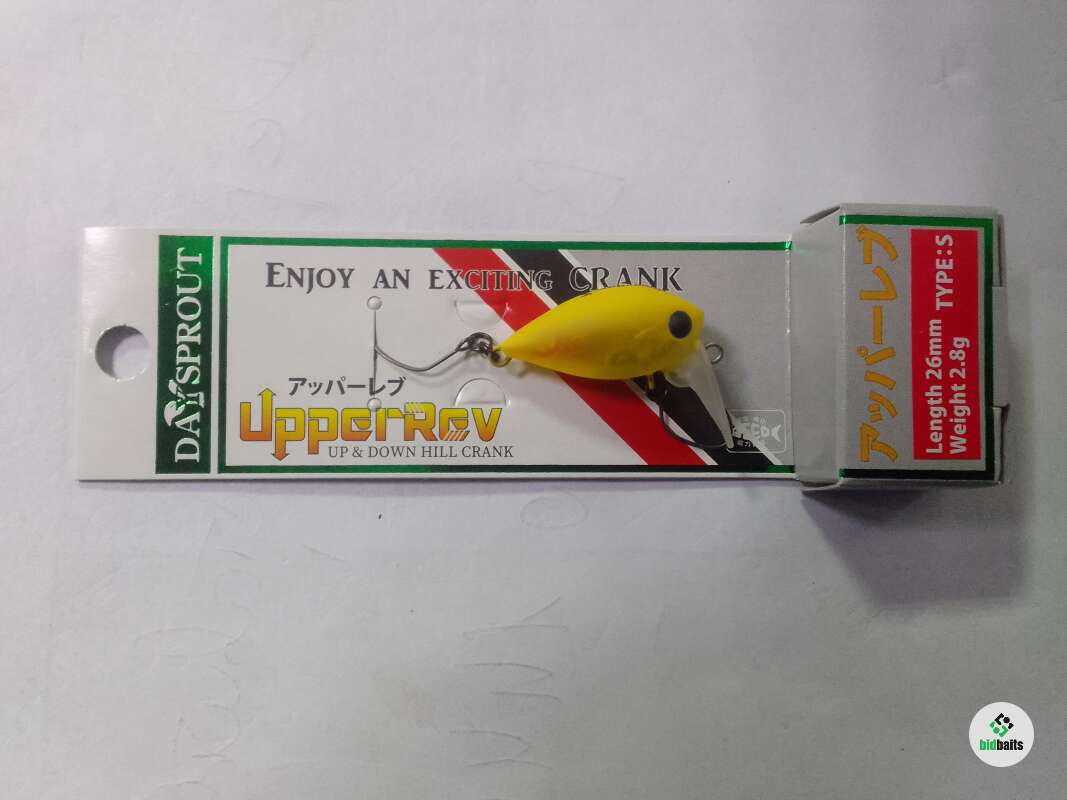 DAYSPROUT
ENJOY AN EXCITING CRANK
アッパーレブ
UpperRev
UP & DOWN HILL CRANK
アッパーレブ
Length 26mm TYPE:S
Weight 2.8g
bidbaits